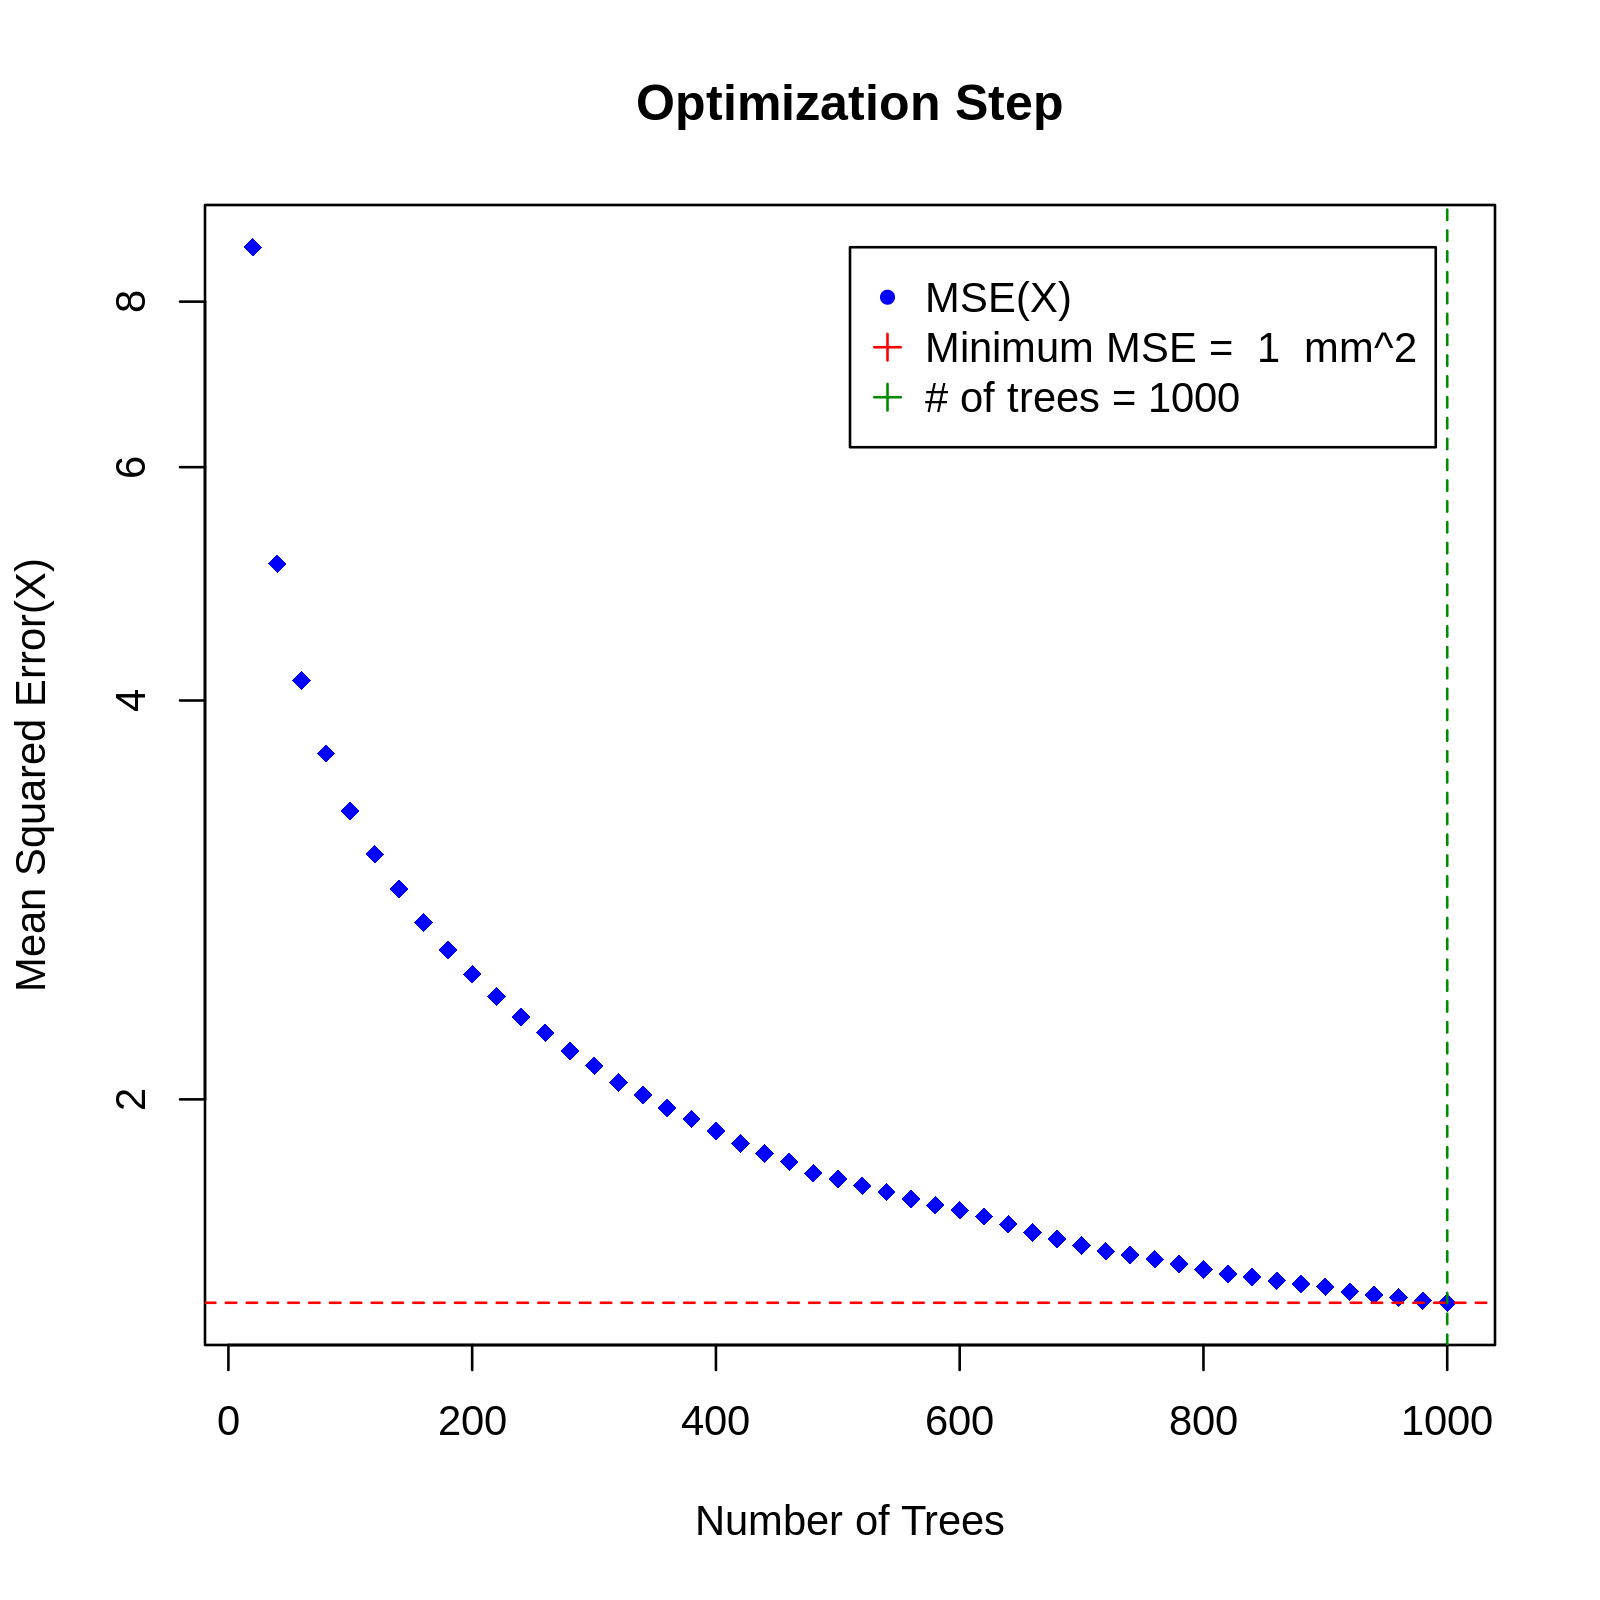 Optimization Step
MSE(X)
Minimum MSE =  1  mm^2
# of trees = 1000
8
6
4
2
Mean Squared Error(X)
0 200 400 600 800 1000
Number of Trees